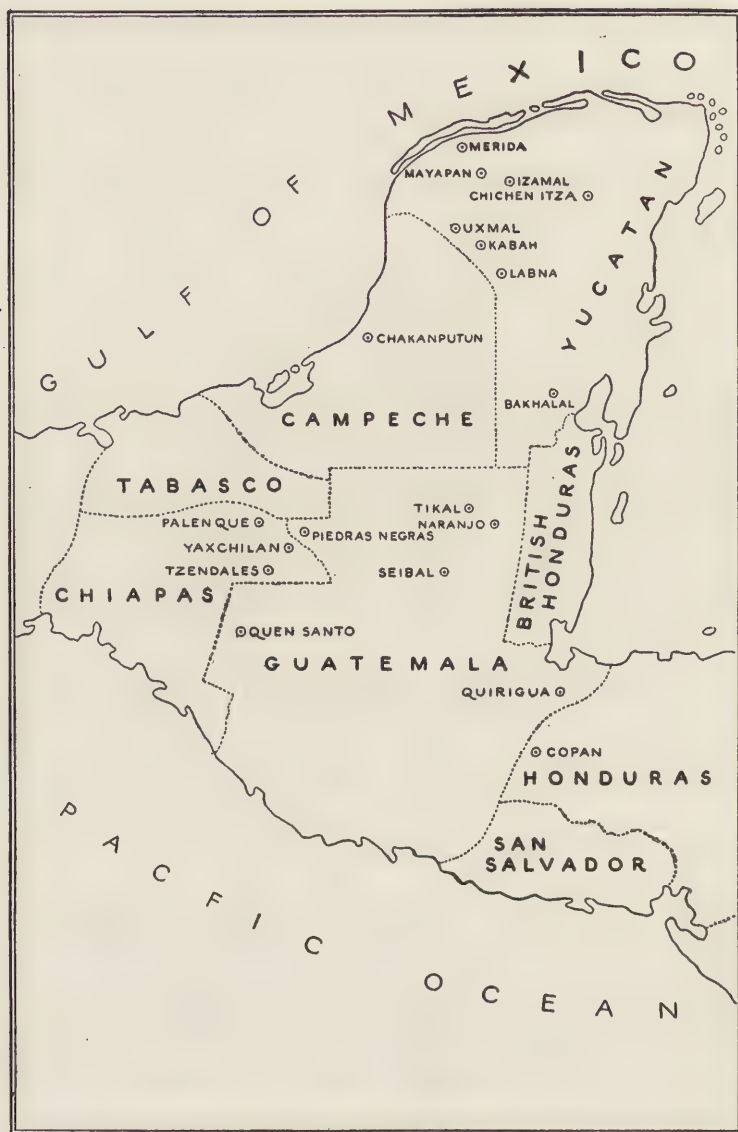 GULF OF MEXICO
MERIDA
MAYAPAN
IZAMAL
CHICHEN ITZA
UXMAL
KABAH
LABNA
YUCATAN
CHAKANPUTUN
BAKHALAL
CAMPECHE
TABASCO
TIKAL
NARANJO
BRITISH
HONDURAS
PALENQUE
PIEDRAS NEGRAS
YAXCHILAN
TZENDALES
SEIBAL
CHIAPAS
QUEN SANTO
GUATEMALA
QUIRIGUA
COPAN
HONDURAS
SAN
SALVADOR
PACFIC OCEAN